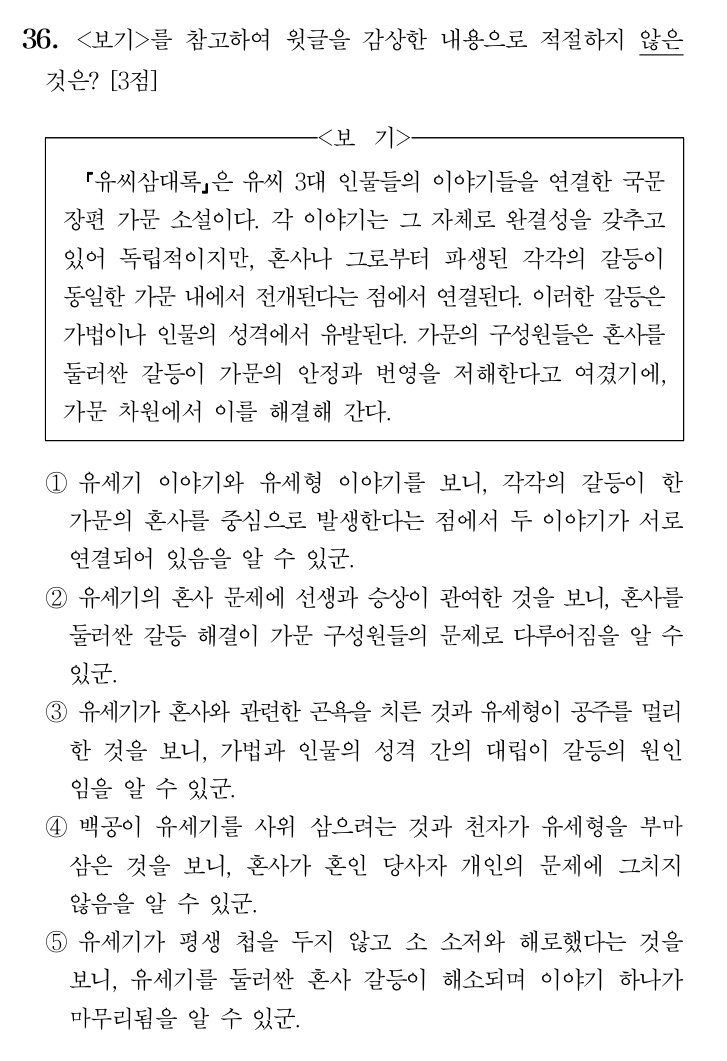 36. <보기>를 참고하여 윗글을 감상한 내용으로 적절하지 않은
것은? [3점]
<보 기>
『유씨삼대록』은 유씨 3대 인물들의 이야기들을 연결한 국문
장편 가문 소설이다. 각 이야기는 그 자체로 완결성을 갖추고
있어 독립적이지만, 혼사나 그로부터 파생된 각각의 갈등이
동일한 가문 내에서 전개된다는 점에서 연결된다. 이러한 갈등은
가법이나 인물의 성격에서 유발된다. 가문의 구성원들은 혼사를
둘러싼 갈등이 가문의 안정과 번영을 저해한다고 여겼기에,
가문 차원에서 이를 해결해 간다.
① 유세기 이야기와 유세형 이야기를 보니, 각각의 갈등이 한
가문의 혼사를 중심으로 발생한다는 점에서 두 이야기가 서로
연결되어 있음을 알 수 있군.
② 유세기의 혼사 문제에 선생과 승상이 관여한 것을 보니, 혼사를
둘러싼 갈등 해결이 가문 구성원들의 문제로 다루어짐을 알 수
있군.
③ 유세기가 혼사와 관련한 곤욕을 치른 것과 유세형이 공주를 멀리
한 것을 보니, 가법과 인물의 성격 간의 대립이 갈등의 원인
임을 알 수 있군.
④ 백공이 유세기를 사위 삼으려는 것과 천자가 유세형을 부마
삼은 것을 보니, 혼사가 혼인 당사자 개인의 문제에 그치지
않음을 알 수 있군.
⑤ 유세기가 평생 첩을 두지 않고 소 소저와 해로했다는 것을
보니, 유세기를 둘러싼 혼사 갈등이 해소되며 이야기 하나가
마무리됨을 알 수 있군.